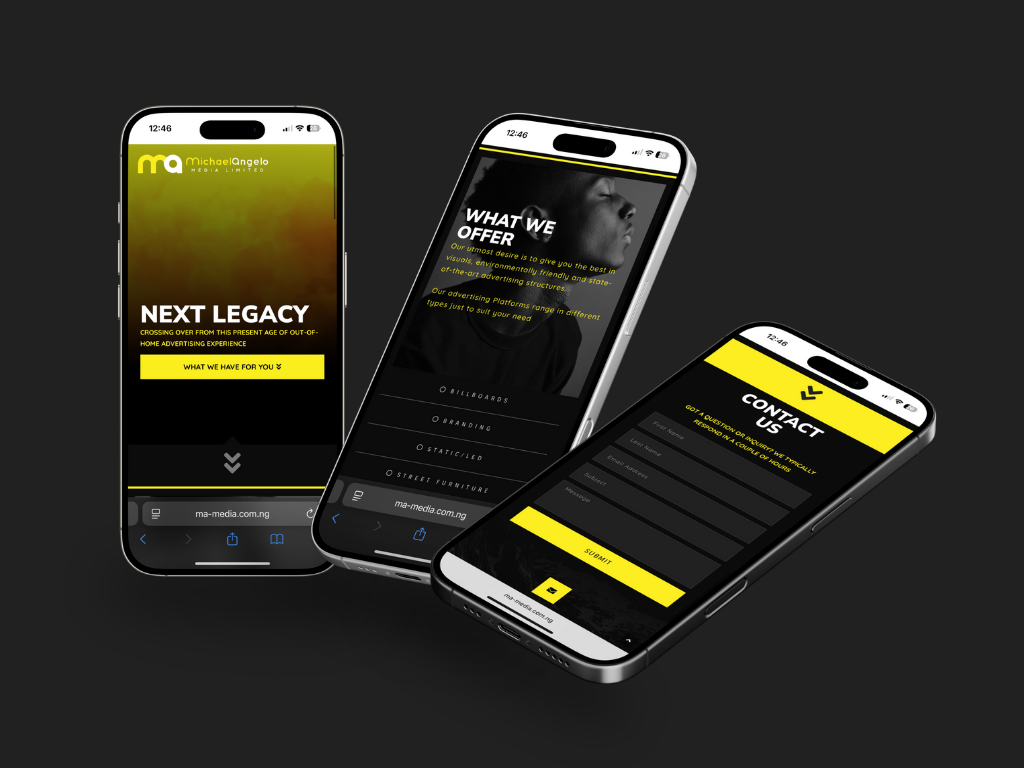 12:46
28
ma
MichaelAngelo
MEDIA LIMITED
NEXT LEGACY
CROSSING OVER FROM THIS PRESENT AGE OF OUT-OF-
HOME ADVERTISING EXPERIENCE
WHAT WE HAVE FOR YOU
ma-media.com.ng
12:46
28
WHAT WE
OFFER
Our utmost desire is to give you the best in
visuals, environmentally friendly and state-
of-the-art advertising structures.
Our advertising Platforms range in different
types just to suit your need
BILLBOARDS
BRANDING
STATIC/LED
STREET FURNITURE
ma-media.com.ng
12:46
28
CONTACT
US
GOT A QUESTION OR INQUIRY? WE TYPICALLY
RESPOND IN A COUPLE OF HOURS
First Name
Last Name
Email Address
Subject
Message
SUBMIT
ma-media.com.ng